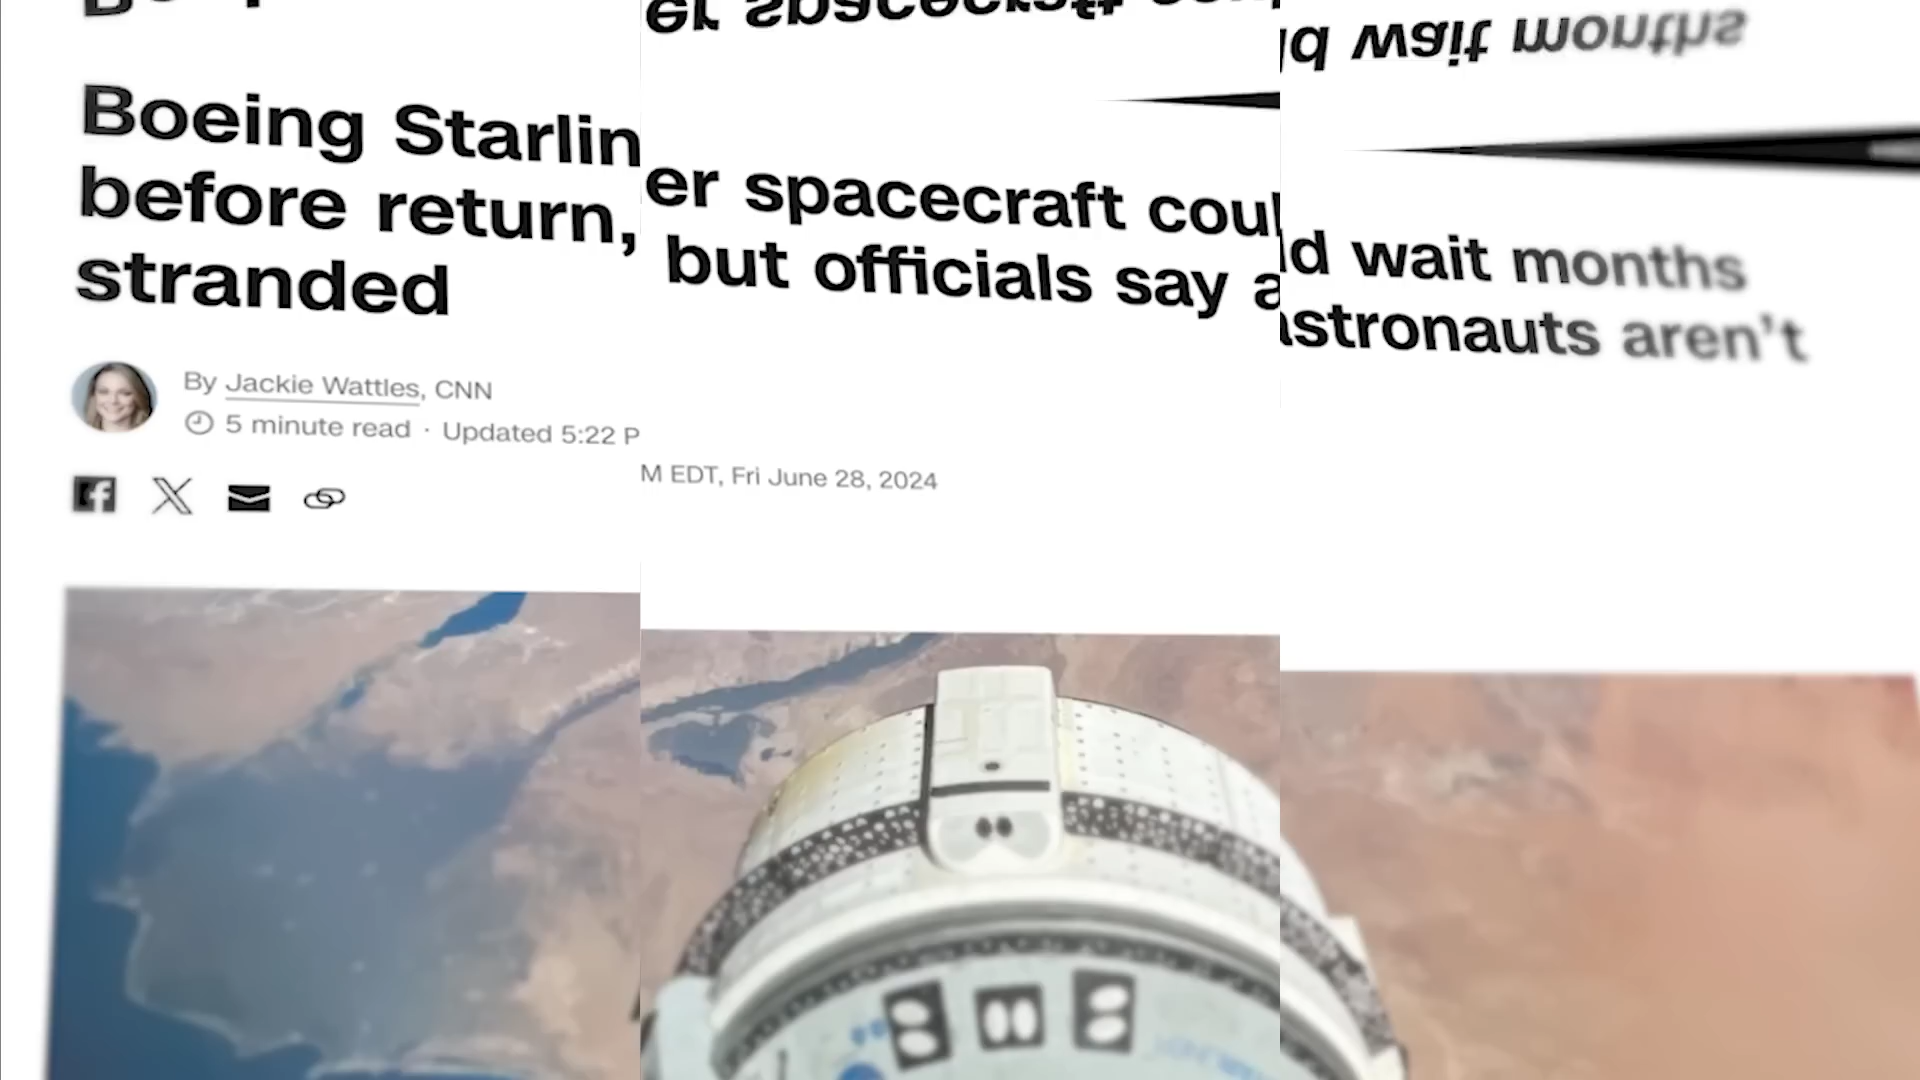 Boeing Starliner spacecraft could wait months
before return, but officials say astronauts aren't
stranded
By Jackie Wattles, CNN
5 minute read · Updated 5:22 PM EDT, Fri June 28, 2024